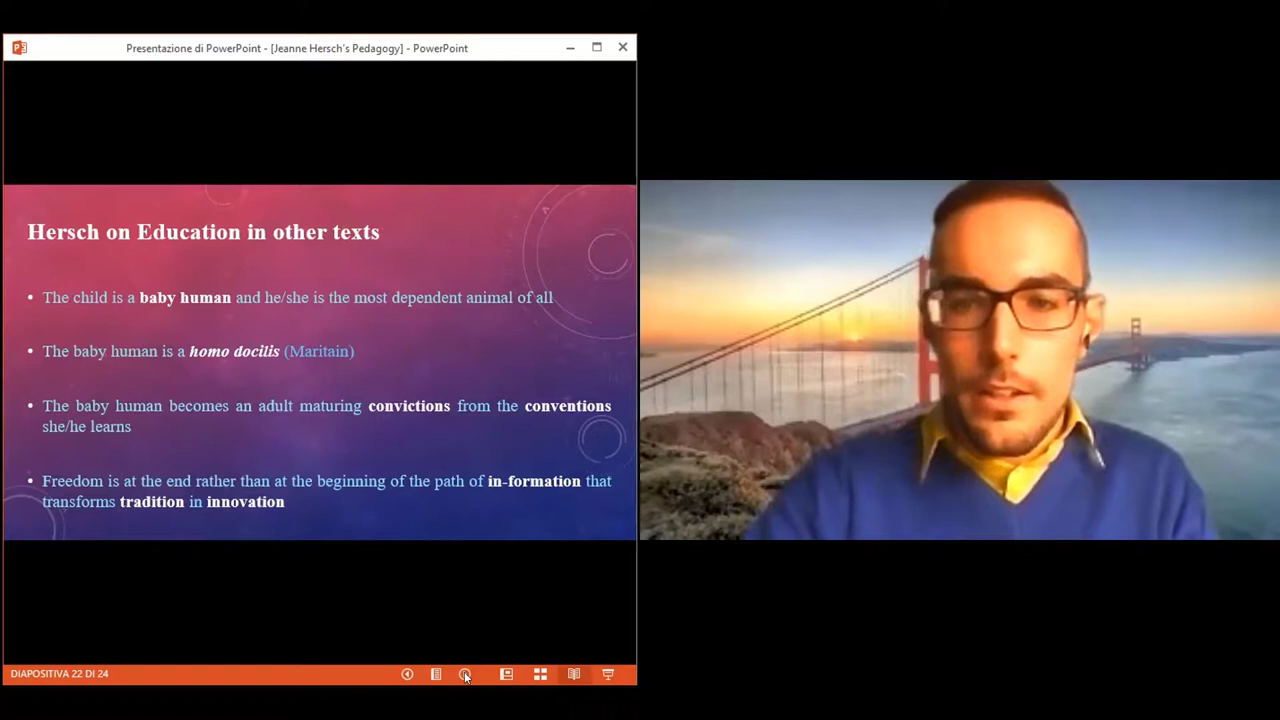 Presentazione di PowerPoint - [Jeanne Hersch's Pedagogy] - PowerPoint
Hersch on Education in other texts
• The child is a baby human and he/she is the most dependent animal of all
• The baby human is a homo docilis (Maritain)
• The baby human becomes an adult maturing convictions from the conventions
she/he learns
• Freedom is at the end rather than at the beginning of the path of in-formation that
transforms tradition in innovation
DIAPOSITIVA 22 DI 24